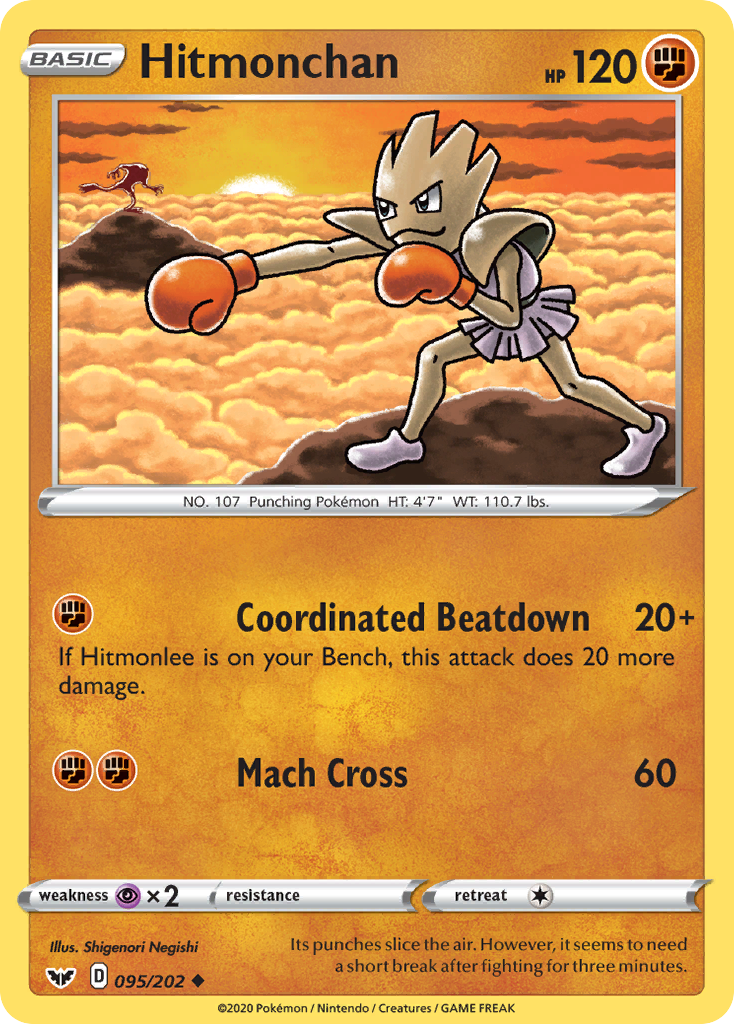 BASIC Hitmonchan HP 120
NO. 107 Punching Pokémon HT: 4'7" WT: 110.7 lbs.
Coordinated Beatdown 20+
If Hitmonlee is on your Bench, this attack does 20 more
damage.
Mach Cross 60
weakness ×2 resistance retreat
Illus. Shigenori Negishi
Its punches slice the air. However, it seems to need
a short break after fighting for three minutes.
D 095/202
©2020 Pokémon / Nintendo / Creatures / GAME FREAK